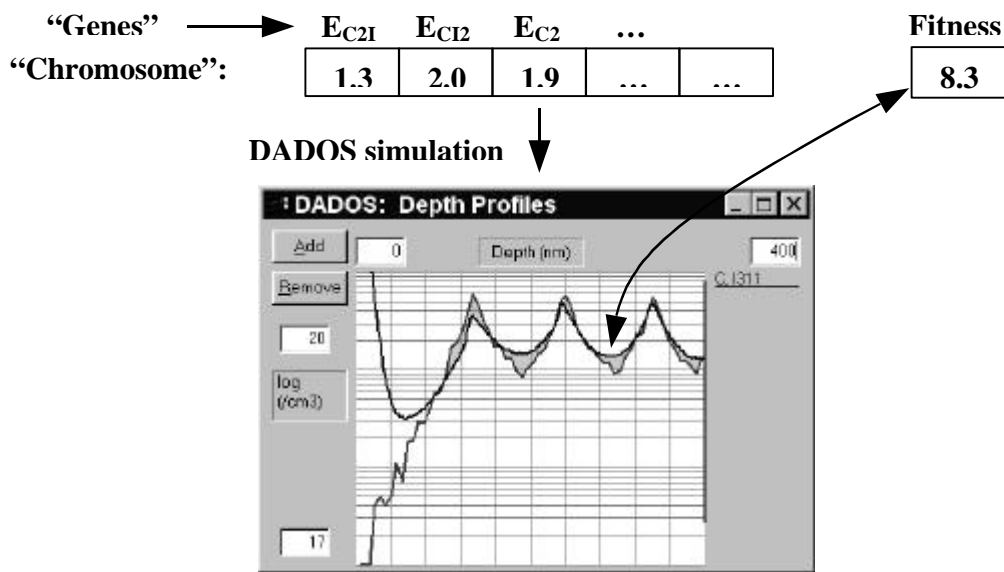 “Genes” E_C2I E_CI2 E_C2 … Fitness
“Chromosome”: 1.3 2.0 1.9 … … 8.3
DADOS simulation
DADOS: Depth Profiles
Add 0 Depth (nm) 400
Remove C_I311
20
log
(/cm3)
17